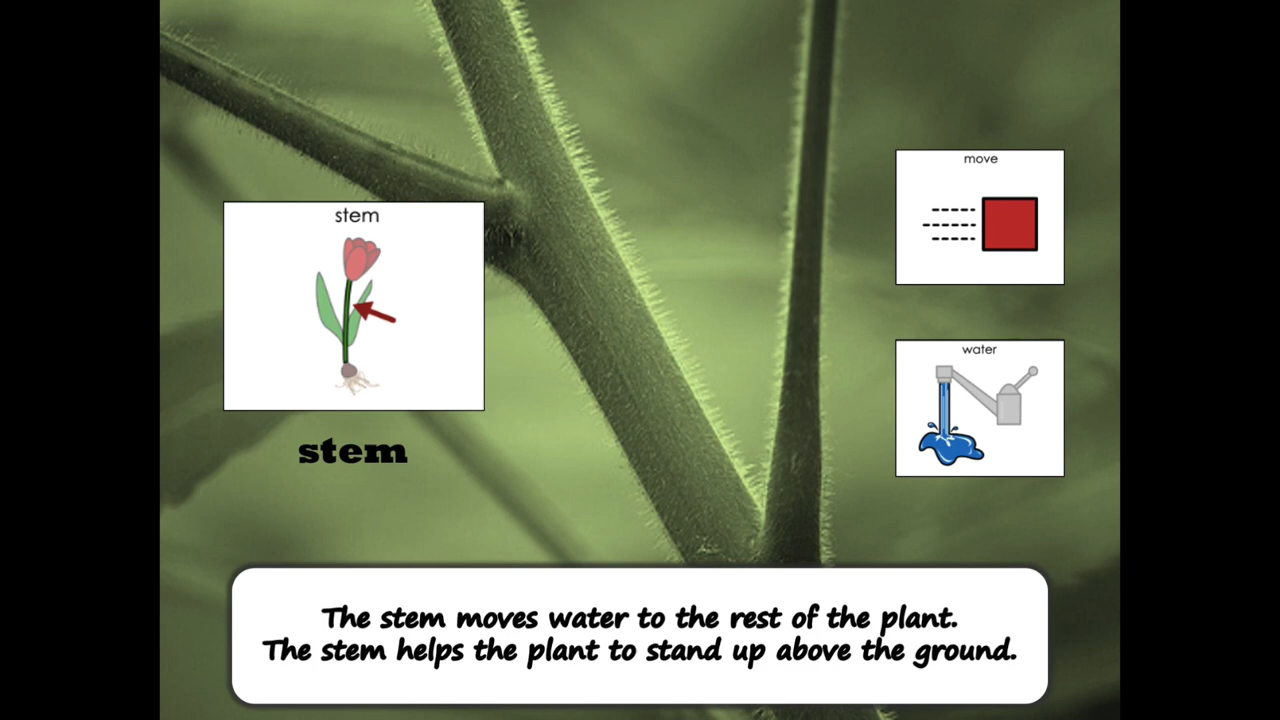 stem
stem
move
water
The stem moves water to the rest of the plant.
The stem helps the plant to stand up above the ground.